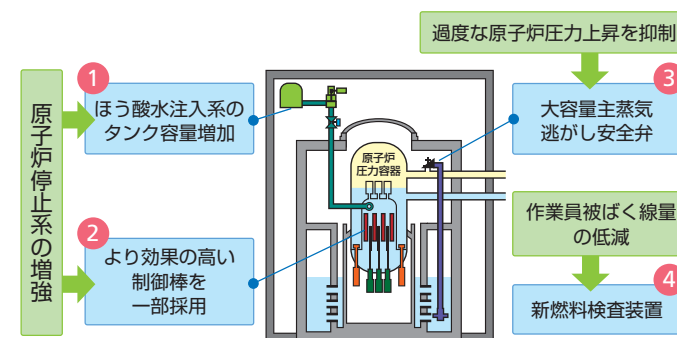 原子炉停止系の増強
1
ほう酸水注入系の
タンク容量増加
2
より効果の高い
制御棒を
一部採用
原子炉
圧力容器
過度な原子炉圧力上昇を抑制
3
大容量主蒸気
逃がし安全弁
作業員被ばく線量
の低減
4
新燃料検査装置